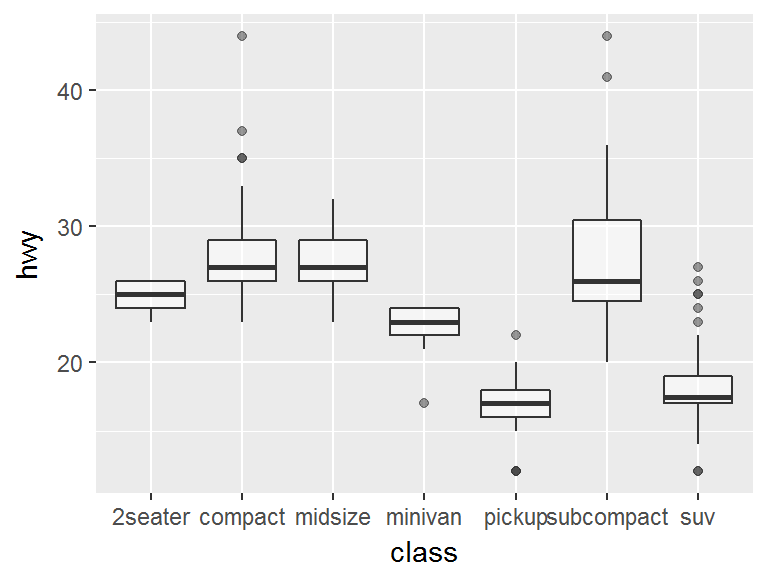 hwy
40
30
20
2seater compact midsize minivan pickup subcompact suv
class